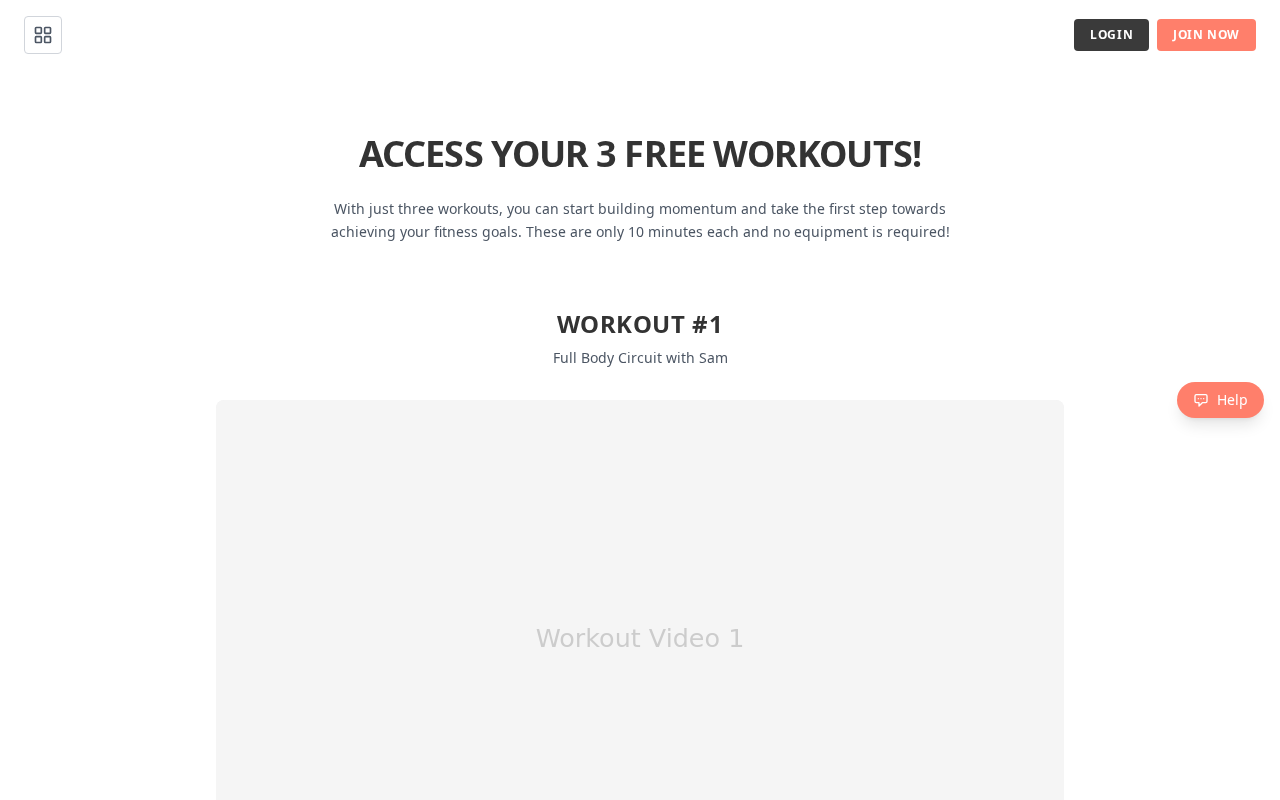 LOGIN
JOIN NOW
ACCESS YOUR 3 FREE WORKOUTS!
With just three workouts, you can start building momentum and take the first step towards
achieving your fitness goals. These are only 10 minutes each and no equipment is required!
WORKOUT #1
Full Body Circuit with Sam
Help
Workout Video 1